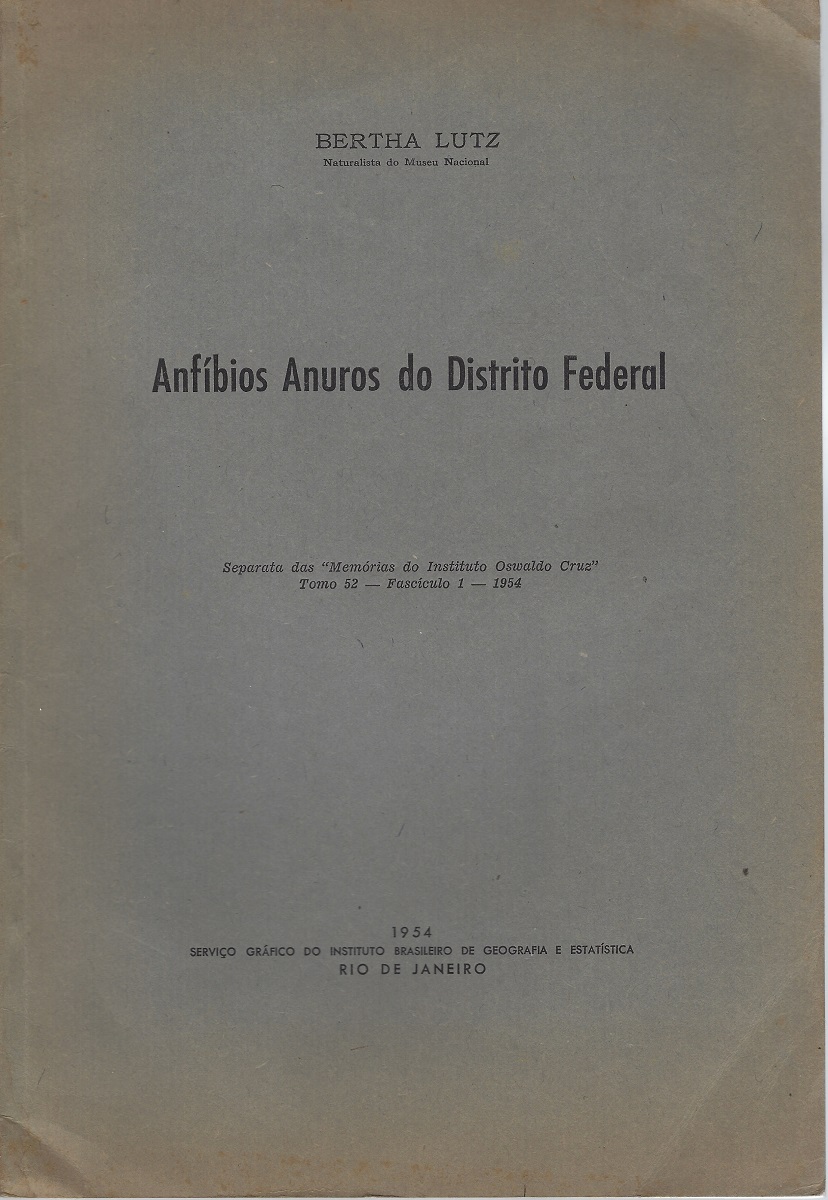 BERTHA LUTZ
Naturalista do Museu Nacional
Anfíbios Anuros do Distrito Federal
Separata das "Memórias do Instituto Oswaldo Cruz"
Tomo 52 — Fascículo 1 — 1954
1954
SERVIÇO GRÁFICO DO INSTITUTO BRASILEIRO DE GEOGRAFIA E ESTATÍSTICA
RIO DE JANEIRO